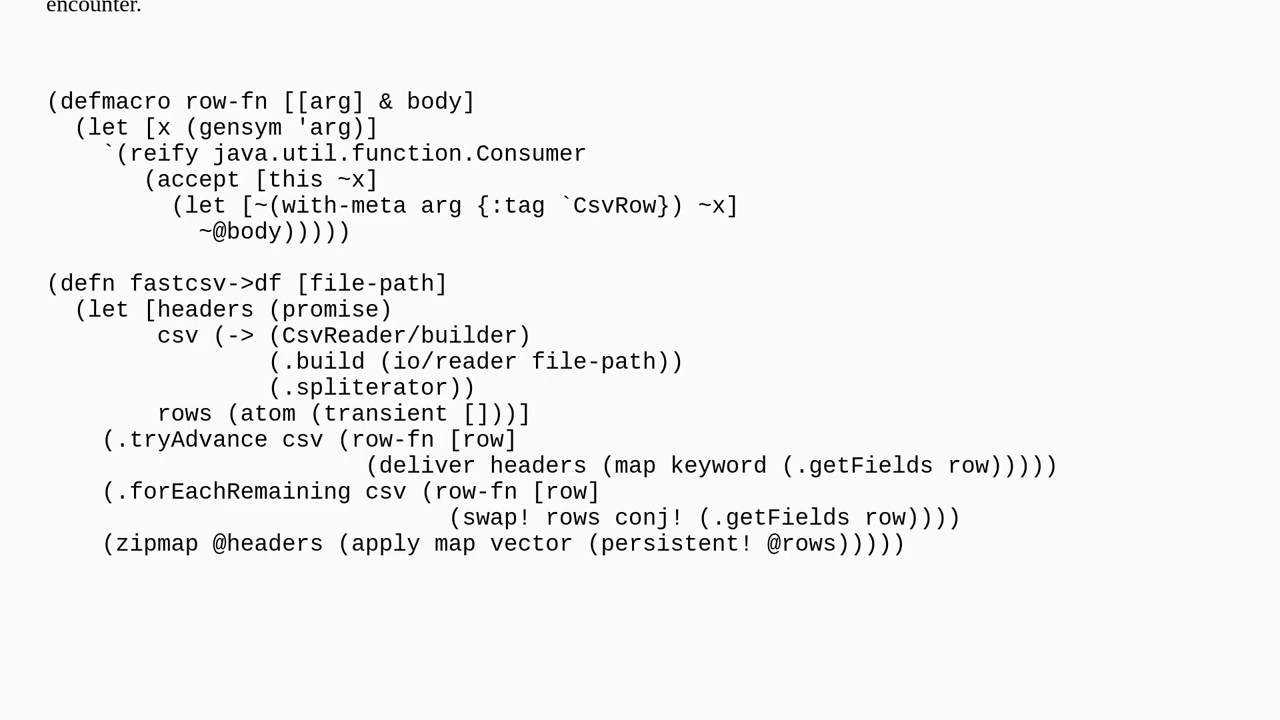 encounter.
(defmacro row-fn [[arg] & body]
  (let [x (gensym 'arg)]
    `(reify java.util.function.Consumer
       (accept [this ~x]
         (let [~(with-meta arg {:tag `CsvRow}) ~x]
           ~@body)))))
(defn fastcsv->df [file-path]
  (let [headers (promise)
        csv (-> (CsvReader/builder)
                (.build (io/reader file-path))
                (.spliterator))
        rows (atom (transient []))]
    (.tryAdvance csv (row-fn [row]
                       (deliver headers (map keyword (.getFields row)))))
    (.forEachRemaining csv (row-fn [row]
                             (swap! rows conj! (.getFields row))))
    (zipmap @headers (apply map vector (persistent! @rows)))))